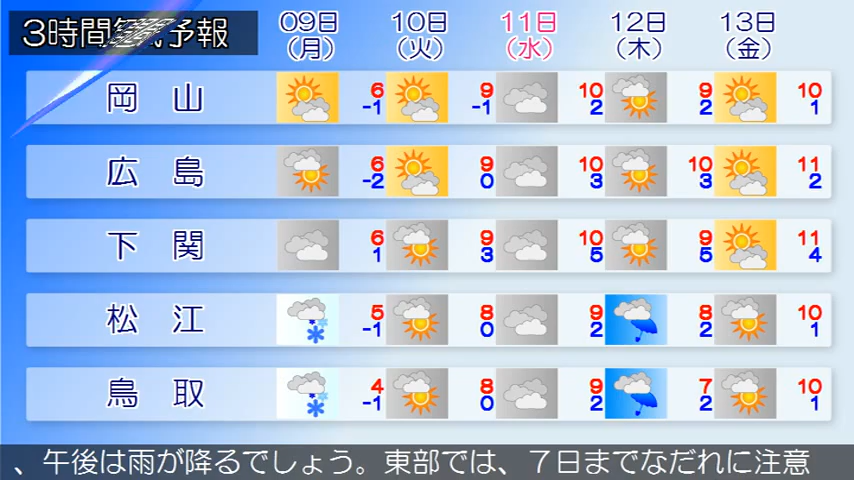 3時間天気予報
09日 10日 11日 12日 13日
(月) (火) (水) (木) (金)
岡 山 6 -1 9 -1 10 2 9 2 10 1
広 島 6 -2 9 0 10 3 10 3 11 2
下 関 6 1 9 3 10 5 9 5 11 4
松 江 5 -1 8 0 9 2 8 2 10 1
鳥 取 4 -1 8 0 9 2 7 2 10 1
、午後は雨が降るでしょう。東部では、７日までなだれに注意